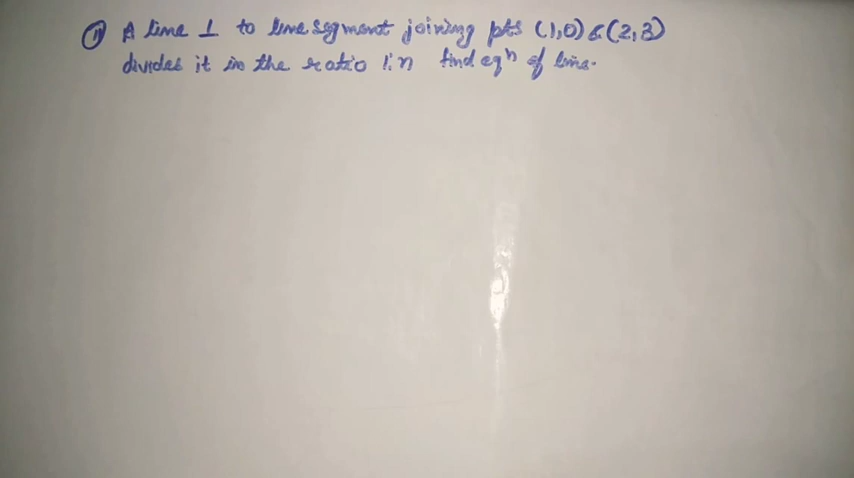 11 A line ⊥ to line segment joining pts (1,0) & (2,3)
divides it in the ratio 1:n find eqⁿ of line.